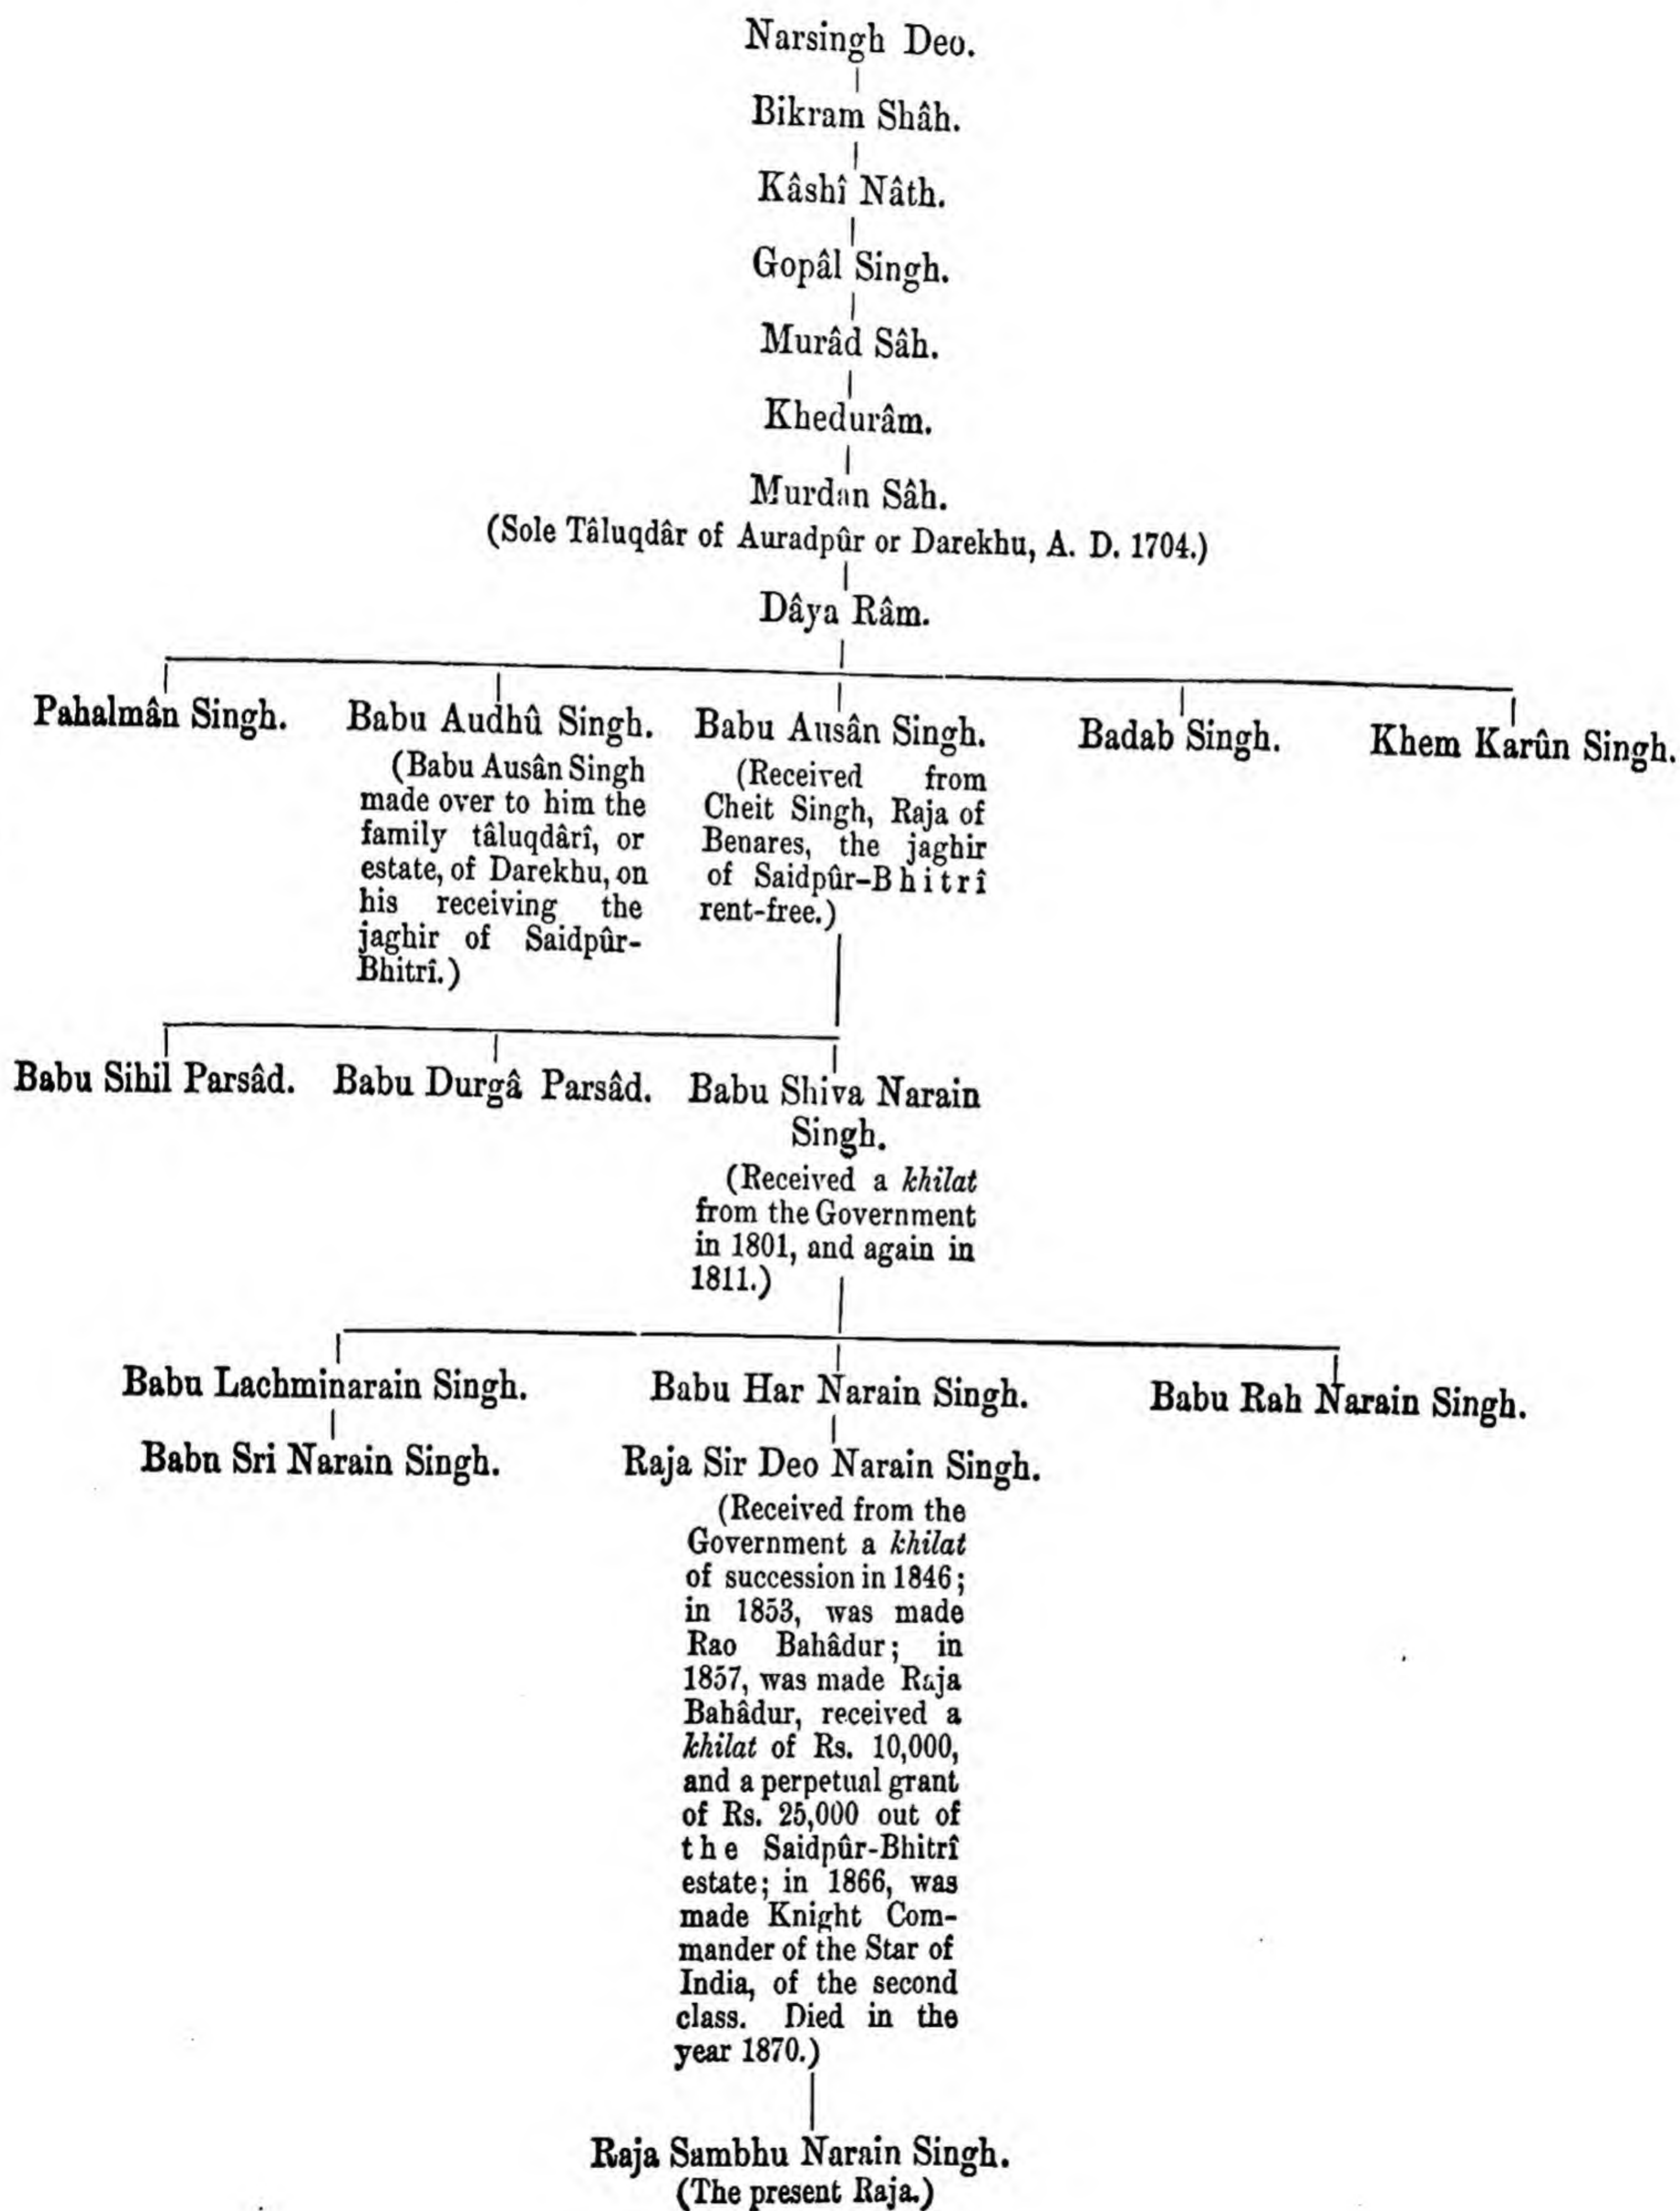 Narsingh Deo.
Bikram Shâh.
Kâshî Nâth.
Gopâl Singh.
Murâd Sâh.
Khedurâm.
Murdan Sâh.
(Sole Tâluqdâr of Auradpûr or Darekhu, A. D. 1704.)
Dâya Râm.
Pahalmân Singh.
Babu Audhû Singh.
(Babu Ausân Singh
made over to him the
family tâluqdârî, or
estate, of Darekhu, on
his receiving the
jaghir of Saidpûr-
Bhitrî.)
Babu Ausân Singh.
(Received from
Cheit Singh, Raja of
Benares, the jaghir
of Saidpûr-Bhitrî
rent-free.)
Badab Singh.
Khem Karûn Singh.
Babu Sihil Parsâd.
Babu Durgâ Parsâd.
Babu Shiva Narain
Singh.
(Received a khilat
from the Government
in 1801, and again in
1811.)
Babu Lachminarain Singh.
Babu Har Narain Singh.
Babu Rah Narain Singh.
Babn Sri Narain Singh.
Raja Sir Deo Narain Singh.
(Received from the
Government a khilat
of succession in 1846;
in 1853, was made
Rao Bahâdur; in
1857, was made Raja
Bahâdur, received a
khilat of Rs. 10,000,
and a perpetual grant
of Rs. 25,000 out of
the Saidpûr-Bhitrî
estate; in 1866, was
made Knight Com-
mander of the Star of
India, of the second
class. Died in the
year 1870.)
Raja Sambhu Narain Singh.
(The present Raja.)